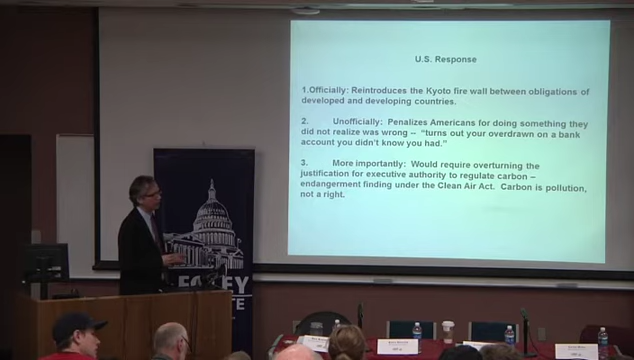 U.S. Response
1.Officially: Reintroduces the Kyoto fire wall between obligations of
developed and developing countries.
2. Unofficially: Penalizes Americans for doing something they
did not realize was wrong -- "turns out your overdrawn on a bank
account you didn't know you had."
3. More importantly: Would require overturning the
justification for executive authority to regulate carbon –
endangerment finding under the Clean Air Act. Carbon is pollution,
not a right.